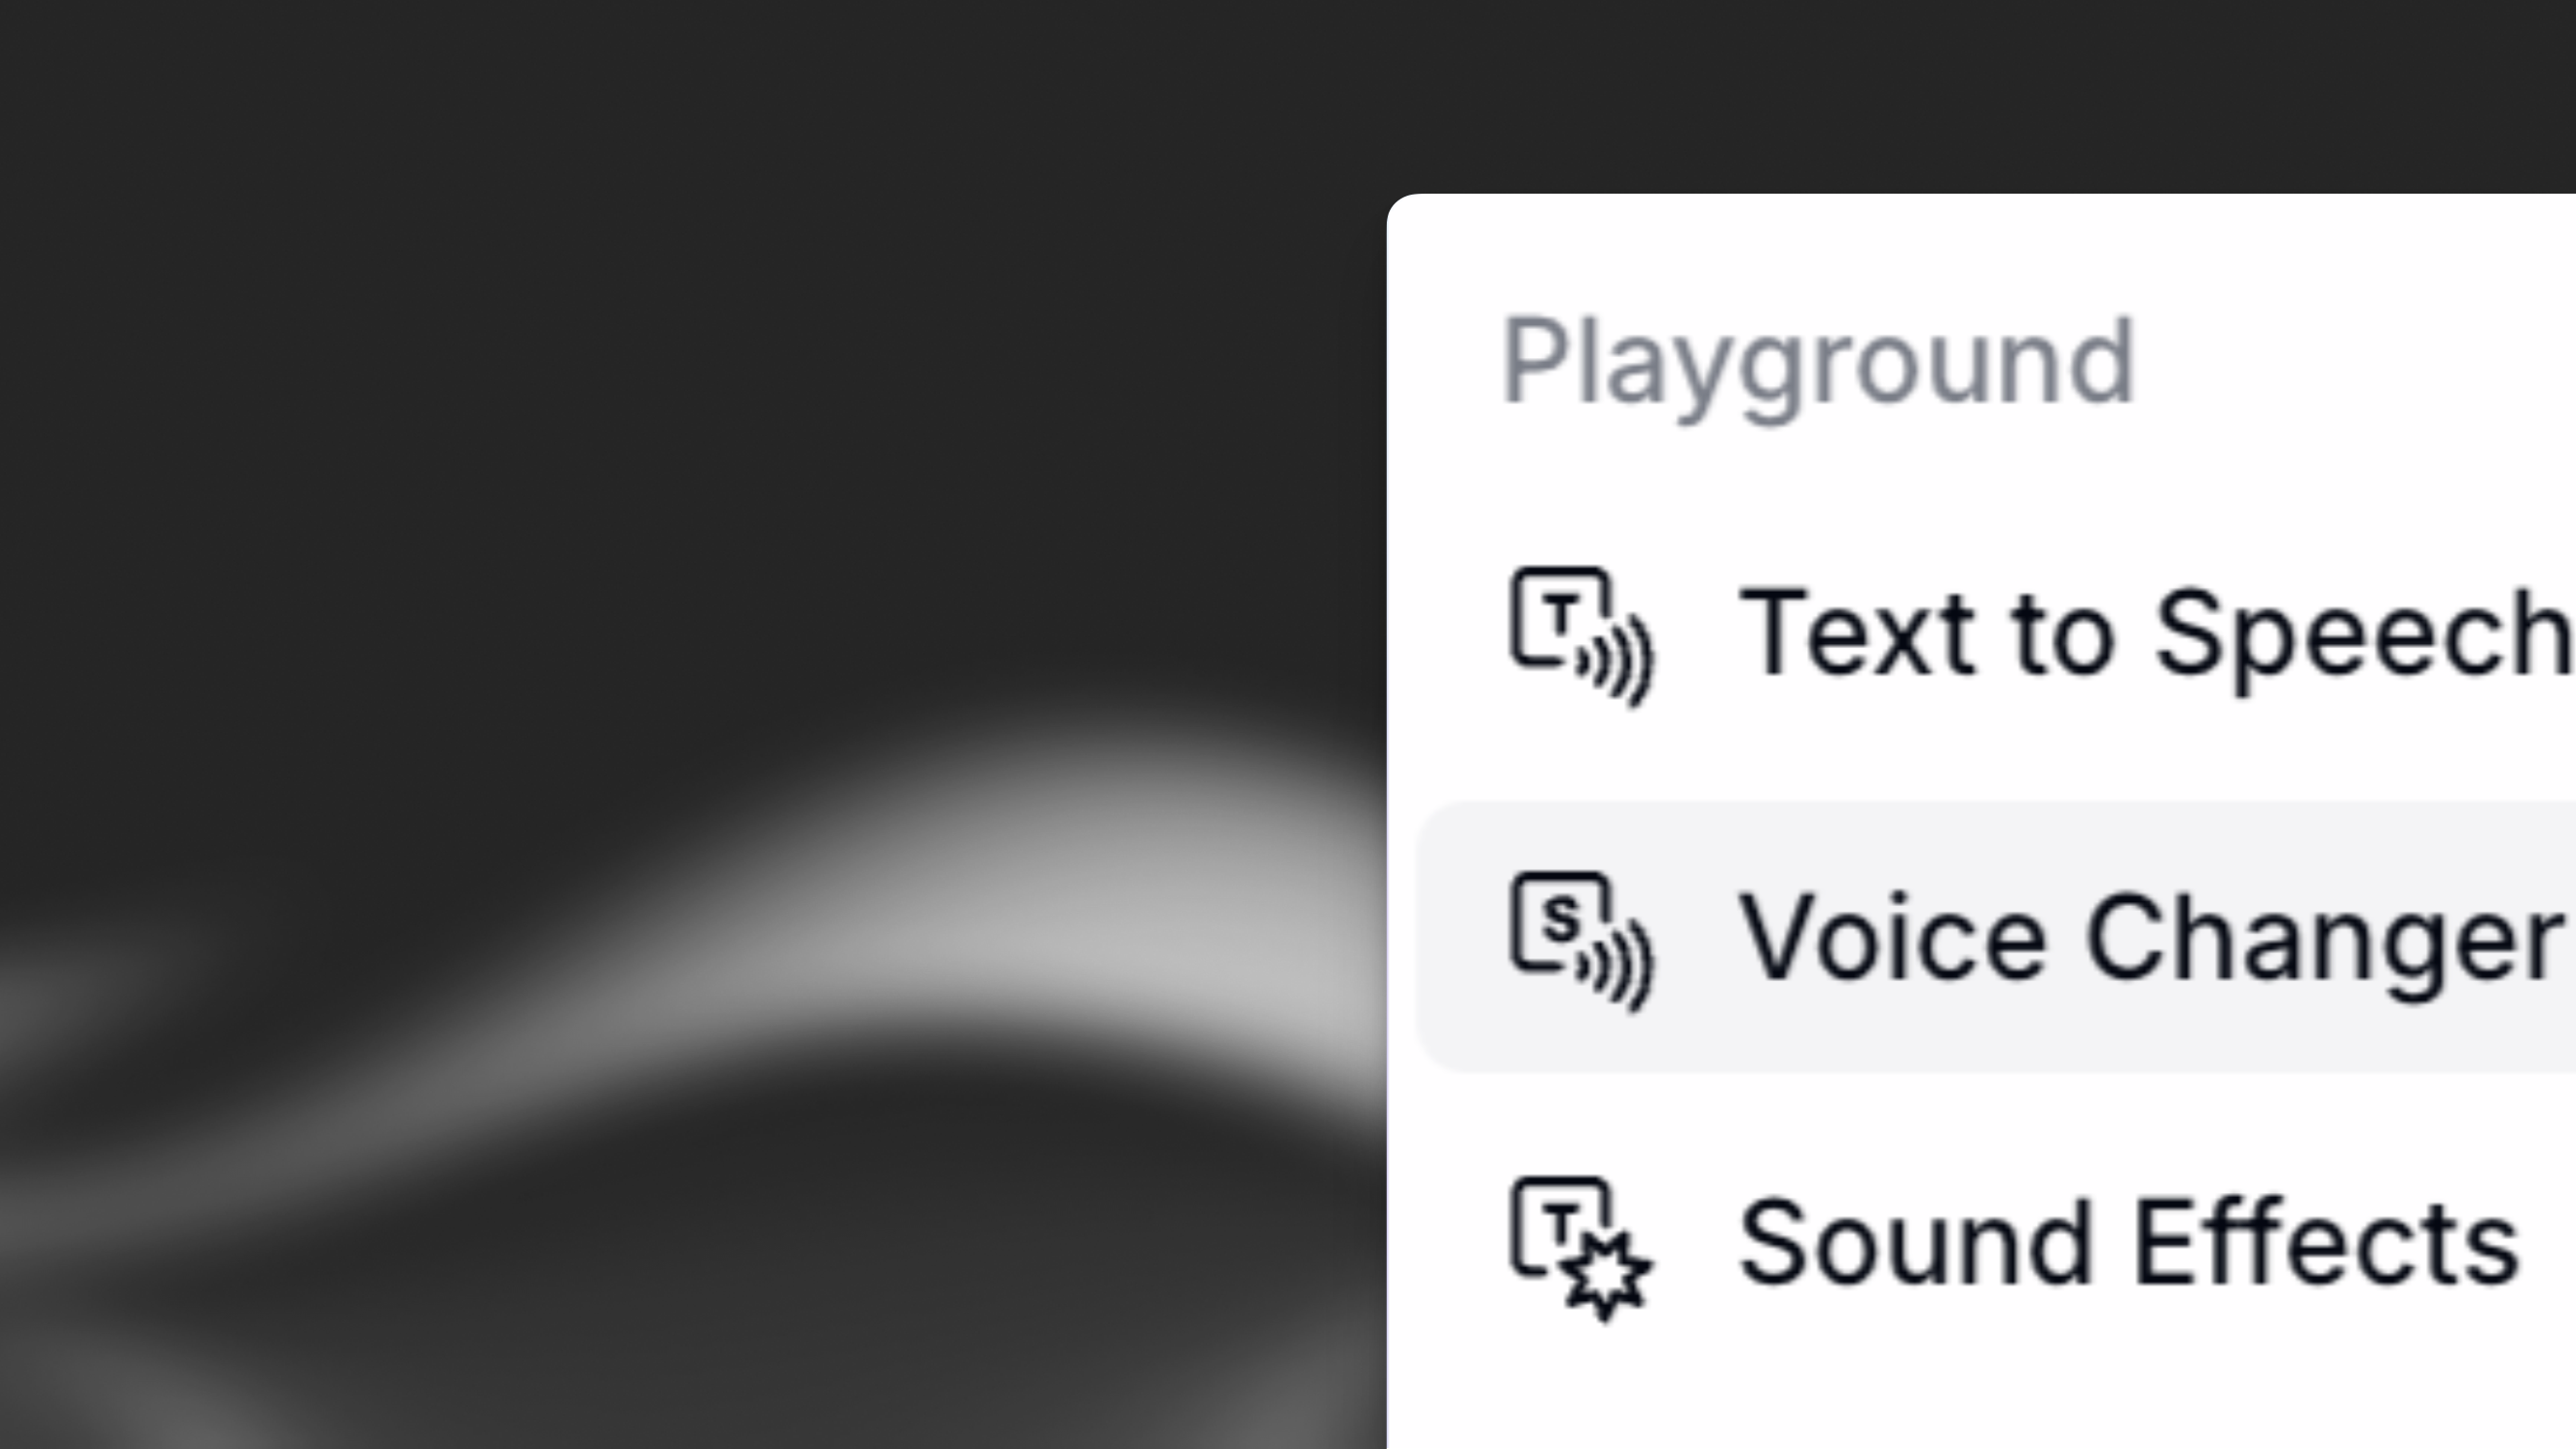 Playground
T
Text to Speech
S
Voice Changer
T
Sound Effects